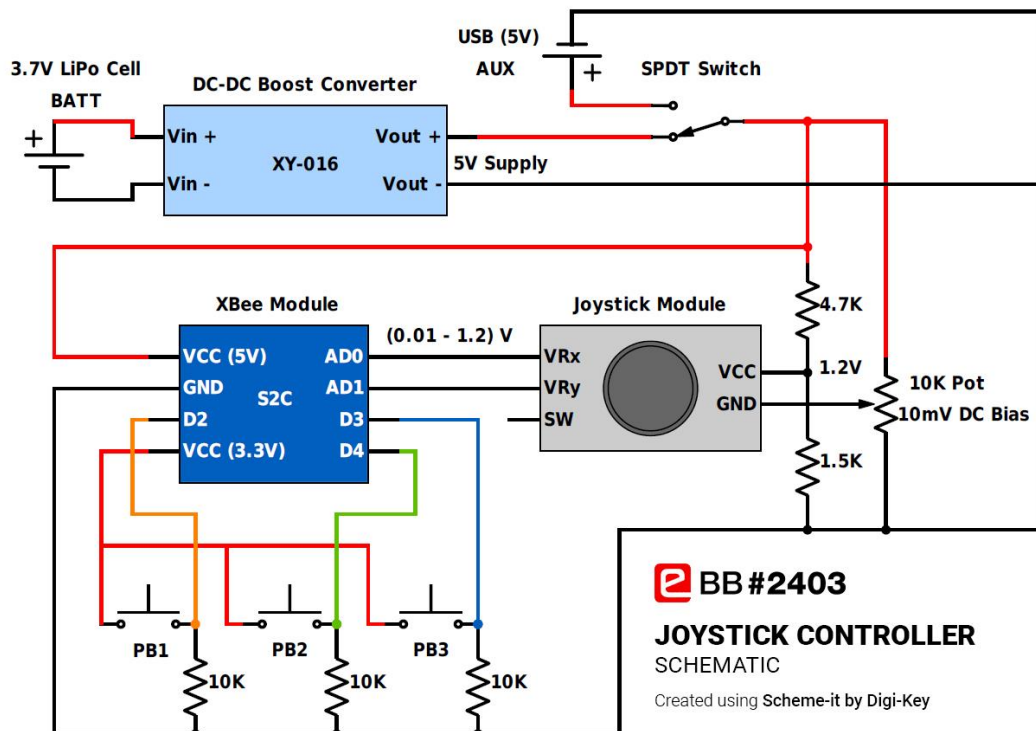 USB (5V)
AUX
SPDT Switch
3.7V LiPo Cell
BATT
DC-DC Boost Converter
+
+
Vin +
Vout +
XY-016
5V Supply
Vin -
Vout -
XBee Module
Joystick Module
4.7K
(0.01 - 1.2) V
VCC (5V)
AD0
VRx
GND
AD1
VRy
S2C
VCC
1.2V
10K Pot
D2
D3
SW
GND
10mV DC Bias
VCC (3.3V)
D4
1.5K
PB1
PB2
PB3
10K
10K
10K
e BB #2403
JOYSTICK CONTROLLER
SCHEMATIC
Created using Scheme-it by Digi-Key